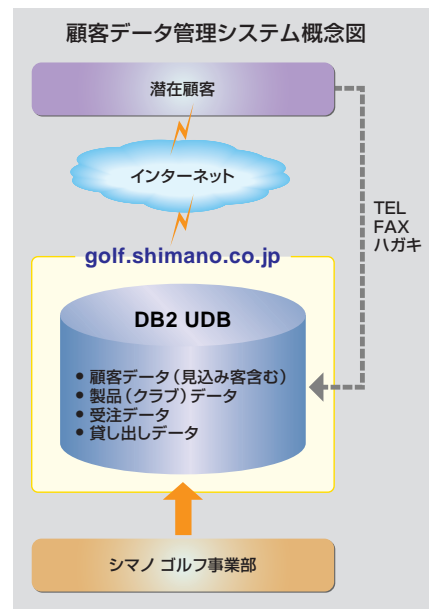 顧客データ管理システム概念図
潜在顧客
インターネット
TEL
FAX
ハガキ
golf.shimano.co.jp
DB2 UDB
• 顧客データ(見込み客含む)
• 製品(クラブ)データ
• 受注データ
• 貸し出しデータ
シマノ ゴルフ事業部